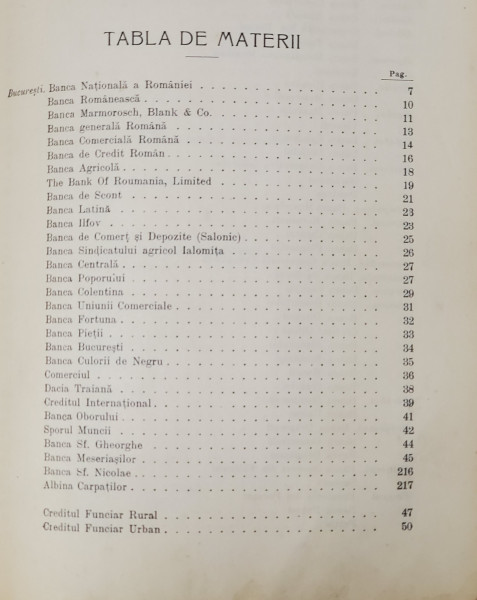 TABLA DE MATERII
Pag.
București. Banca Națională a României . . . . . . . . . . . . . . . . 7
Banca Românească . . . . . . . . . . . . . . . . 10
Banca Marmorosch, Blank & Co. . . . . . . . . . . . . . . . 11
Banca generală Română . . . . . . . . . . . . . . . . 13
Banca Comercială Română . . . . . . . . . . . . . . . . 14
Banca de Credit Român . . . . . . . . . . . . . . . . 16
Banca Agricolă . . . . . . . . . . . . . . . . 18
The Bank Of Roumania, Limited . . . . . . . . . . . . . . . . 19
Banca de Scont . . . . . . . . . . . . . . . . 21
Banca Latină . . . . . . . . . . . . . . . . 23
Banca Ilfov . . . . . . . . . . . . . . . . 23
Banca de Comerț și Depozite (Salonic) . . . . . . . . . . . . 25
Banca Sindicatului agricol Ialomița . . . . . . . . . . . . 26
Banca Centrală . . . . . . . . . . . . . . . . 27
Banca Poporului . . . . . . . . . . . . . . . . 27
Banca Colentina . . . . . . . . . . . . . . . . 29
Banca Uniunii Comerciale . . . . . . . . . . . . . . . . 31
Banca Fortuna . . . . . . . . . . . . . . . . 32
Banca Pieții . . . . . . . . . . . . . . . . 33
Banca București . . . . . . . . . . . . . . . . 34
Banca Culorii de Negru . . . . . . . . . . . . . . . . 35
Comerciul . . . . . . . . . . . . . . . . 36
Dacia Traiană . . . . . . . . . . . . . . . . 38
Creditul Internațional . . . . . . . . . . . . . . . . 39
Banca Oborului . . . . . . . . . . . . . . . . 41
Sporul Muncii . . . . . . . . . . . . . . . . 42
Banca Sf. Gheorghe . . . . . . . . . . . . . . . . 44
Banca Meseriașilor . . . . . . . . . . . . . . . . 45
Banca Sf. Nicolae . . . . . . . . . . . . . . . . 216
Albina Carpaților . . . . . . . . . . . . . . . . 217
Creditul Funciar Rural . . . . . . . . . . . . . . . . 47
Creditul Funciar Urban . . . . . . . . . . . . . . . . 50